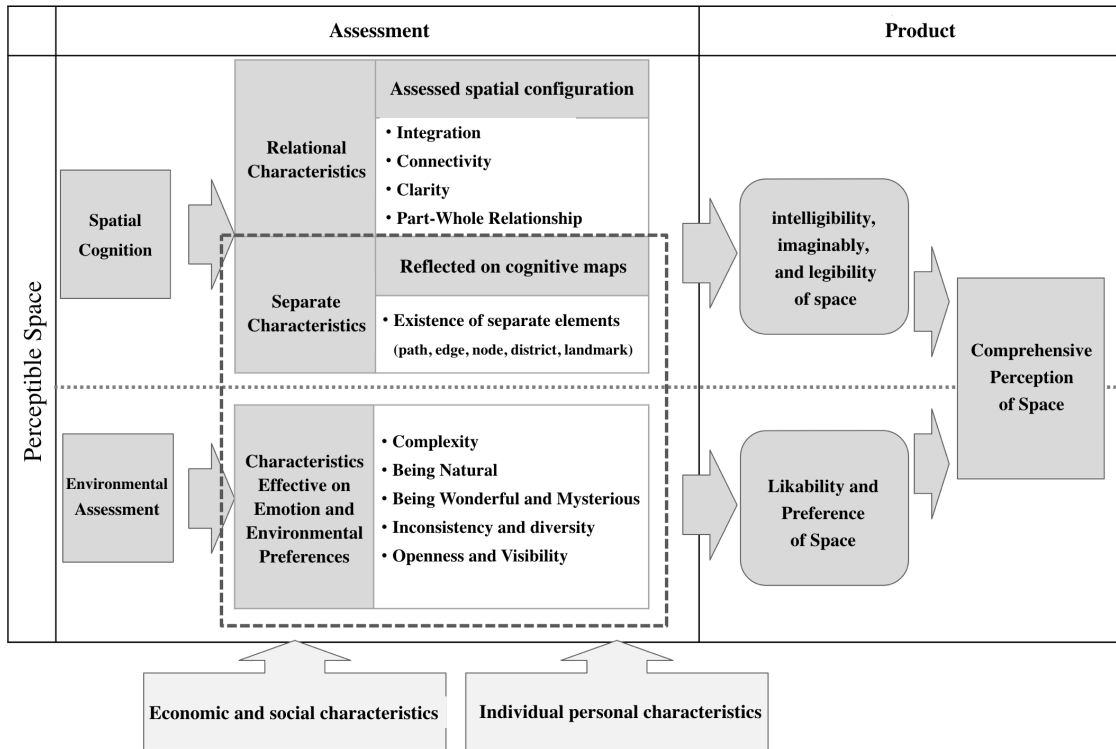 Assessment
Product
Perceptible Space
Spatial
Cognition
Relational
Characteristics
Assessed spatial configuration
• Integration
• Connectivity
• Clarity
• Part-Whole Relationship
Separate
Characteristics
Reflected on cognitive maps
• Existence of separate elements
(path, edge, node, district, landmark)
intelligibility,
imaginably,
and legibility
of space
Comprehensive
Perception
of Space
Environmental
Assessment
Characteristics
Effective on
Emotion and
Environmental
Preferences
• Complexity
• Being Natural
• Being Wonderful and Mysterious
• Inconsistency and diversity
• Openness and Visibility
Likability and
Preference
of Space
Economic and social characteristics
Individual personal characteristics